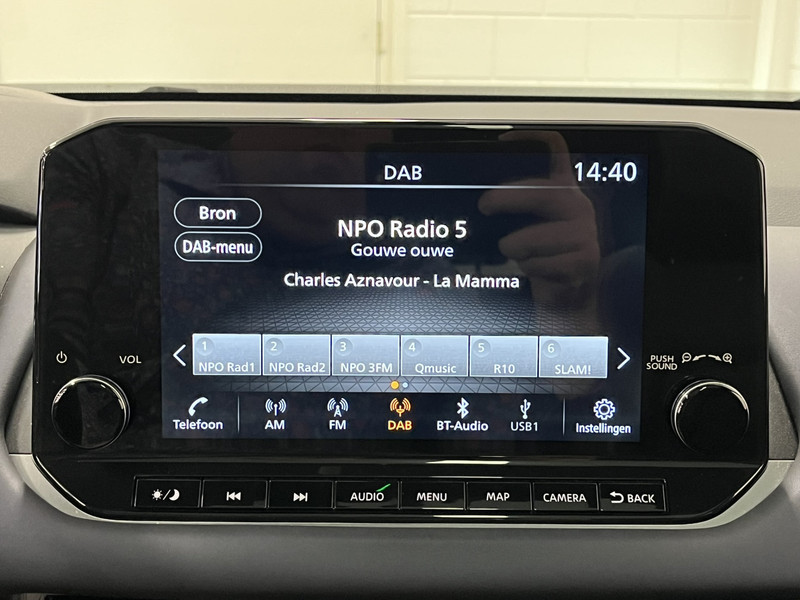 DAB
14:40
Bron
DAB-menu
NPO Radio 5
Gouwe ouwe
Charles Aznavour - La Mamma
1 2 3 4 5 6
NPO Rad1 NPO Rad2 NPO 3FM Qmusic R10 SLAM!
Telefoon AM FM DAB BT-Audio USB1 Instellingen
VOL
PUSH
SOUND
AUDIO MENU MAP CAMERA BACK